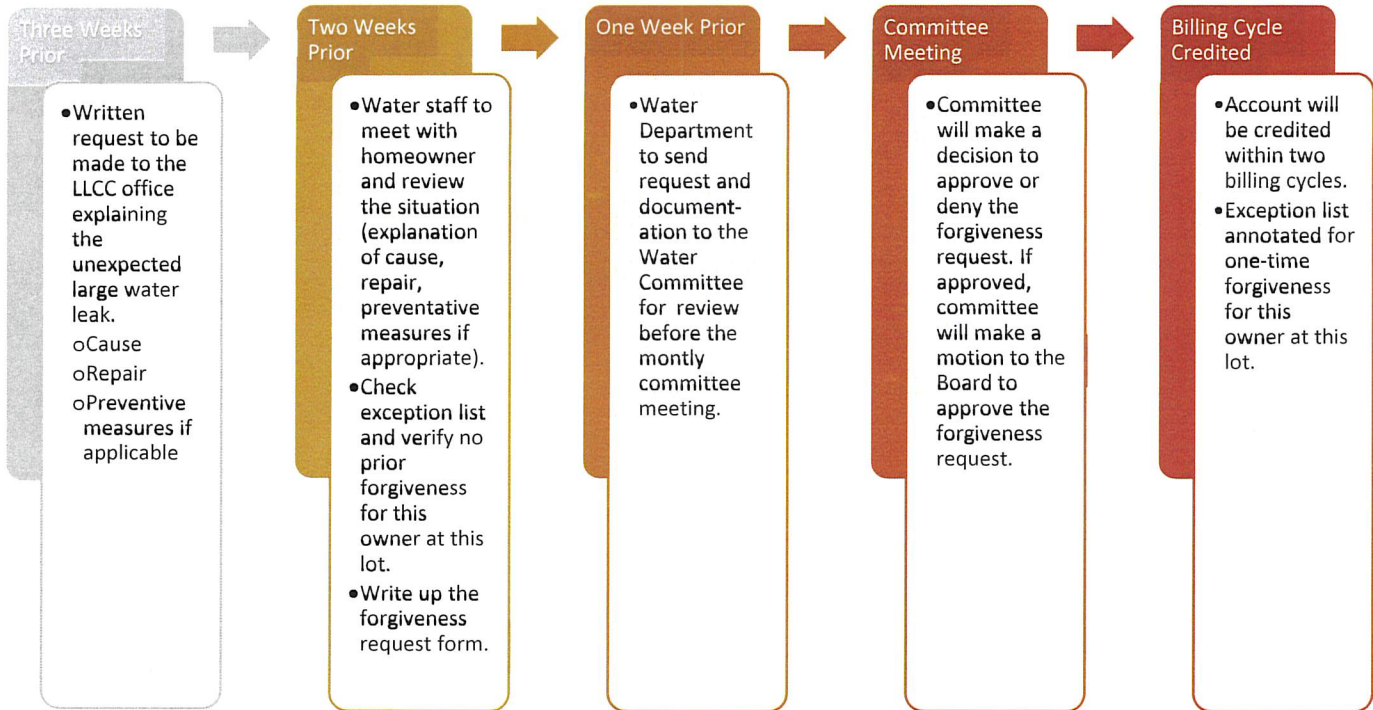 Three Weeks
Prior
•Written
request to be
made to the
LLCC office
explaining
the
unexpected
large water
leak.
oCause
oRepair
oPreventive
measures if
applicable
Two Weeks
Prior
•Water staff to
meet with
homeowner
and review
the situation
(explanation
of cause,
repair,
preventative
measures if
appropriate).
•Check
exception list
and verify no
prior
forgiveness
for this
owner at this
lot.
•Write up the
forgiveness
request form.
One Week Prior
•Water
Department
to send
request and
document-
ation to the
Water
Committee
for review
before the
montly
committee
meeting.
Committee
Meeting
•Committee
will make a
decision to
approve or
deny the
forgiveness
request. If
approved,
committee
will make a
motion to the
Board to
approve the
forgiveness
request.
Billing Cycle
Credited
•Account will
be credited
within two
billing cycles.
•Exception list
annotated for
one-time
forgiveness
for this
owner at this
lot.